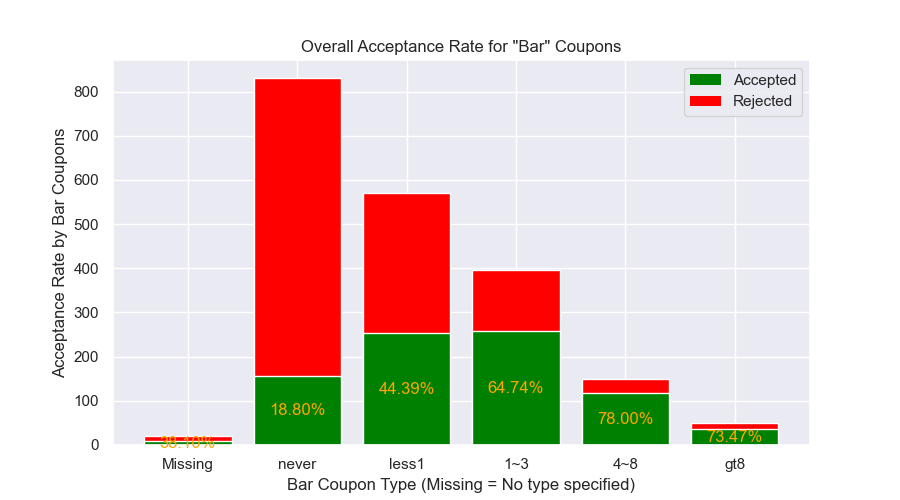 Overall Acceptance Rate for "Bar" Coupons
Accepted
Rejected
Acceptance Rate by Bar Coupons
800
700
600
500
400
300
200
100
0
18.80%
44.39%
64.74%
78.00%
73.47%
38.10%
Missing never less1 1~3 4~8 gt8
Bar Coupon Type (Missing = No type specified)